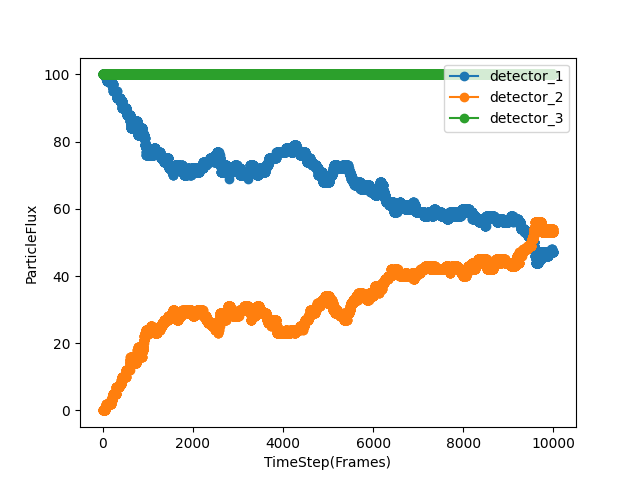 100
80
60
40
20
0
ParticleFlux
detector_1
detector_2
detector_3
0 2000 4000 6000 8000 10000
TimeStep(Frames)